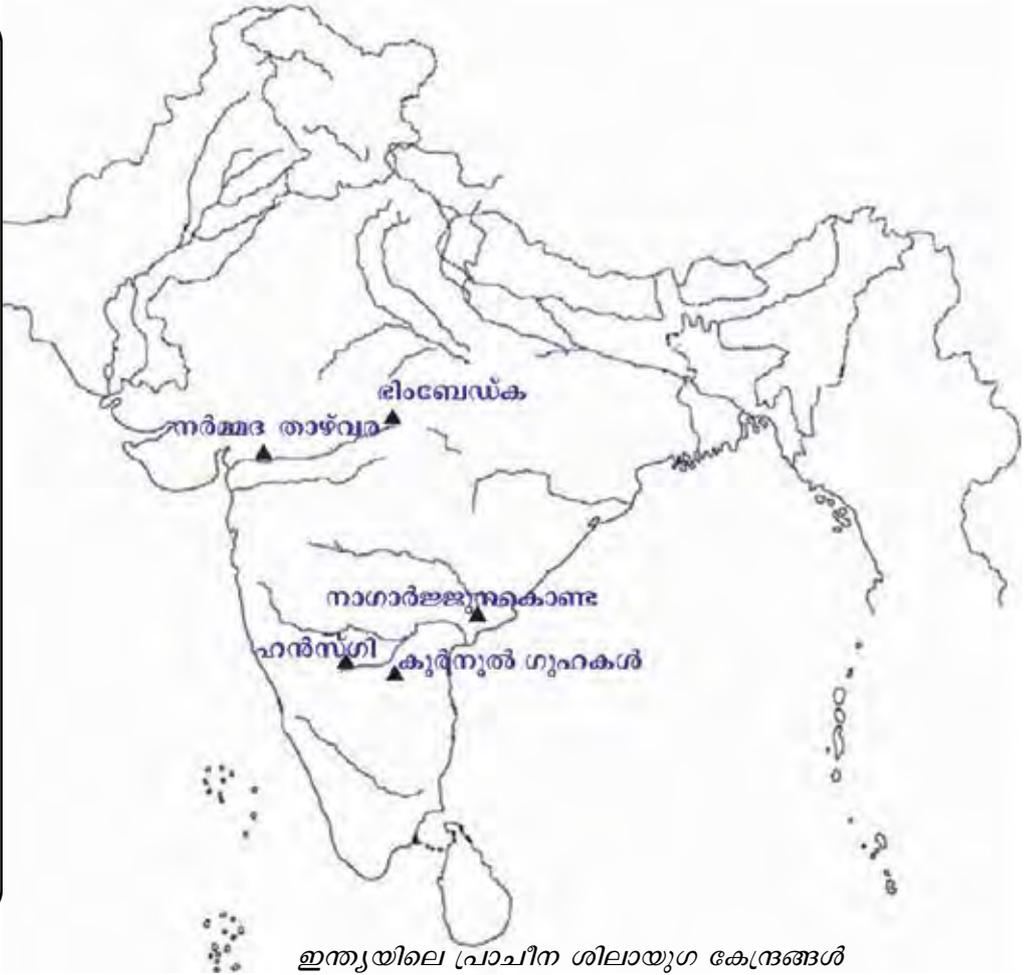 ഭിംബേഡ്ക
നർമ്മദ താഴ്‌വര
നാഗാർജ്ജുനകൊണ്ട
ഹൻസ്ഗി
കുർനൂൽ ഗുഹകൾ
ഇന്ത്യയിലെ പ്രാചീന ശിലായുഗ കേന്ദ്രങ്ങൾ